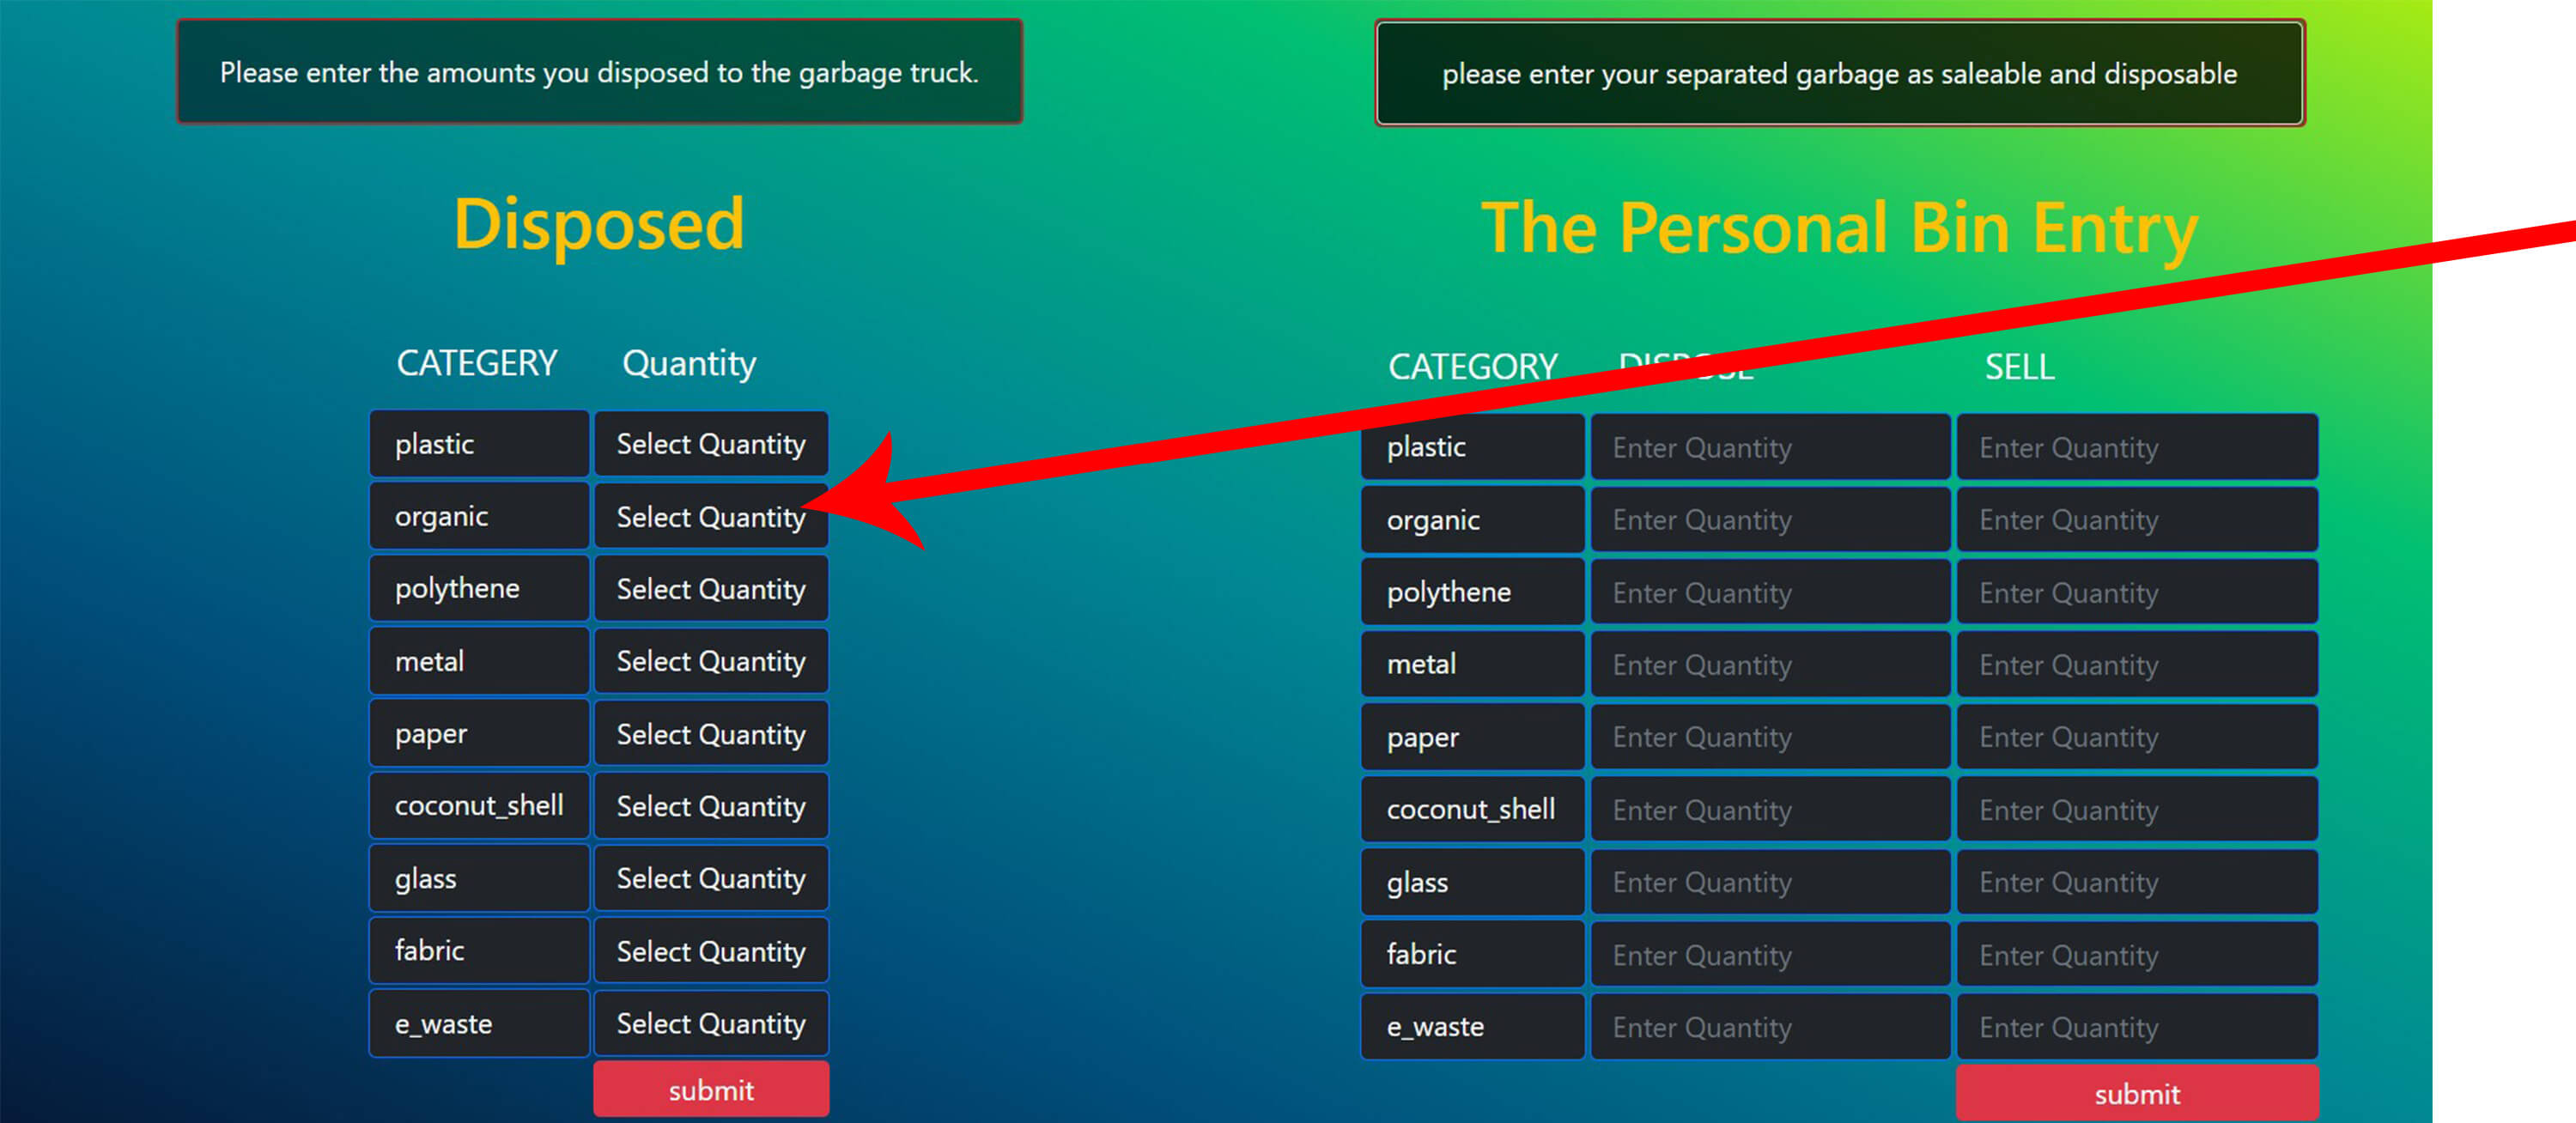 Please enter the amounts you disposed to the garbage truck.
Disposed
CATEGERY Quantity
plastic Select Quantity
organic Select Quantity
polythene Select Quantity
metal Select Quantity
paper Select Quantity
coconut_shell Select Quantity
glass Select Quantity
fabric Select Quantity
e_waste Select Quantity
submit
please enter your separated garbage as saleable and disposable
The Personal Bin Entry
CATEGORY DISPOSE SELL
plastic Enter Quantity Enter Quantity
organic Enter Quantity Enter Quantity
polythene Enter Quantity Enter Quantity
metal Enter Quantity Enter Quantity
paper Enter Quantity Enter Quantity
coconut_shell Enter Quantity Enter Quantity
glass Enter Quantity Enter Quantity
fabric Enter Quantity Enter Quantity
e_waste Enter Quantity Enter Quantity
submit